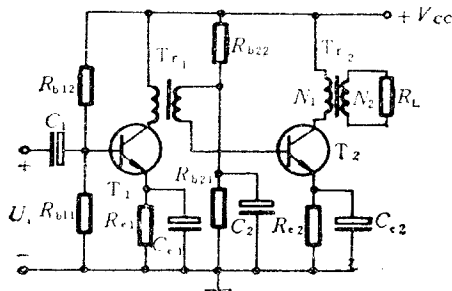 + Vcc
Tr₁
Rb22
Tr₂
Rb12
N₁
N₂
RL
C₁
+
T₁
T₂
Rb21
Uᵢ
Rb11
Re1
Ce1
C₂
Re2
Ce2
−